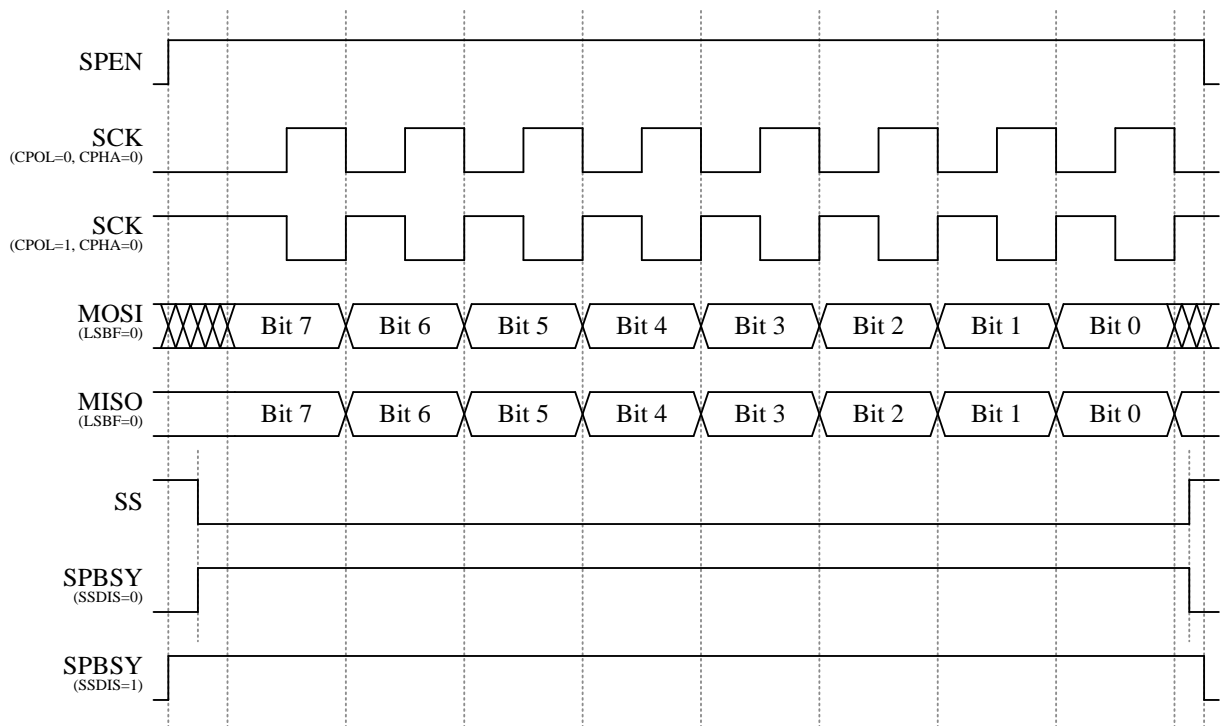 SPEN
SCK
(CPOL=0, CPHA=0)
SCK
(CPOL=1, CPHA=0)
MOSI
(LSBF=0)
Bit 7 Bit 6 Bit 5 Bit 4 Bit 3 Bit 2 Bit 1 Bit 0
MISO
(LSBF=0)
Bit 7 Bit 6 Bit 5 Bit 4 Bit 3 Bit 2 Bit 1 Bit 0
SS
SPBSY
(SSDIS=0)
SPBSY
(SSDIS=1)